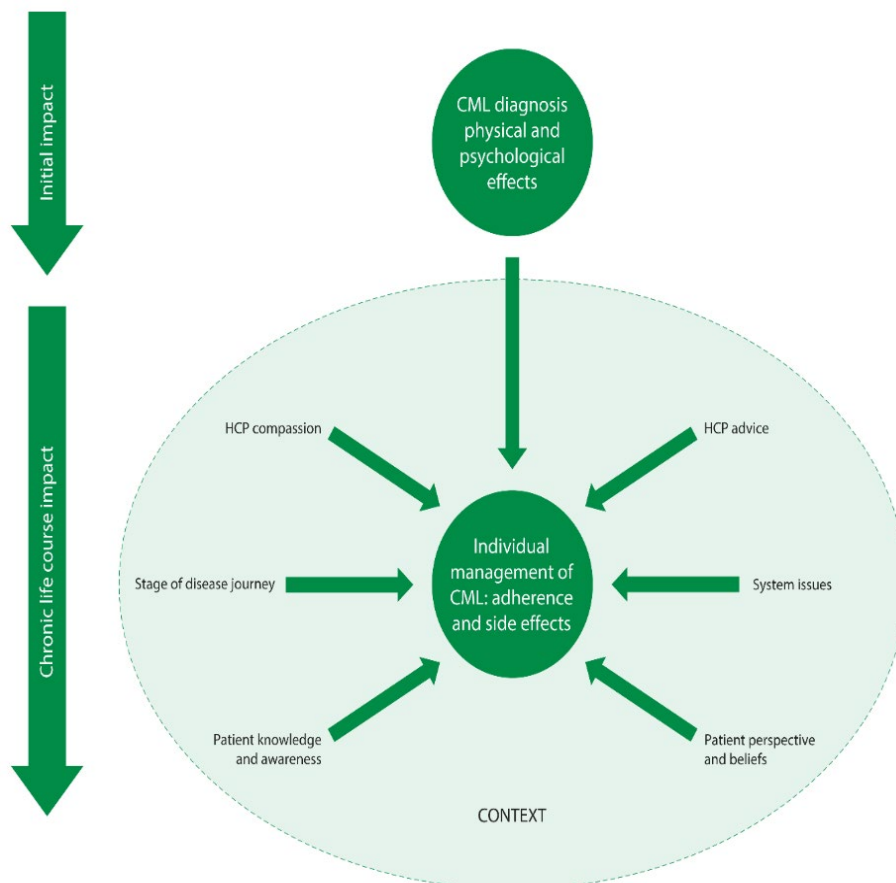 Initial impact
CML diagnosis
physical and
psychological
effects
Chronic life course impact
HCP compassion
HCP advice
Stage of disease journey
Individual
management of
CML: adherence
and side effects
System issues
Patient knowledge
and awareness
Patient perspective
and beliefs
CONTEXT